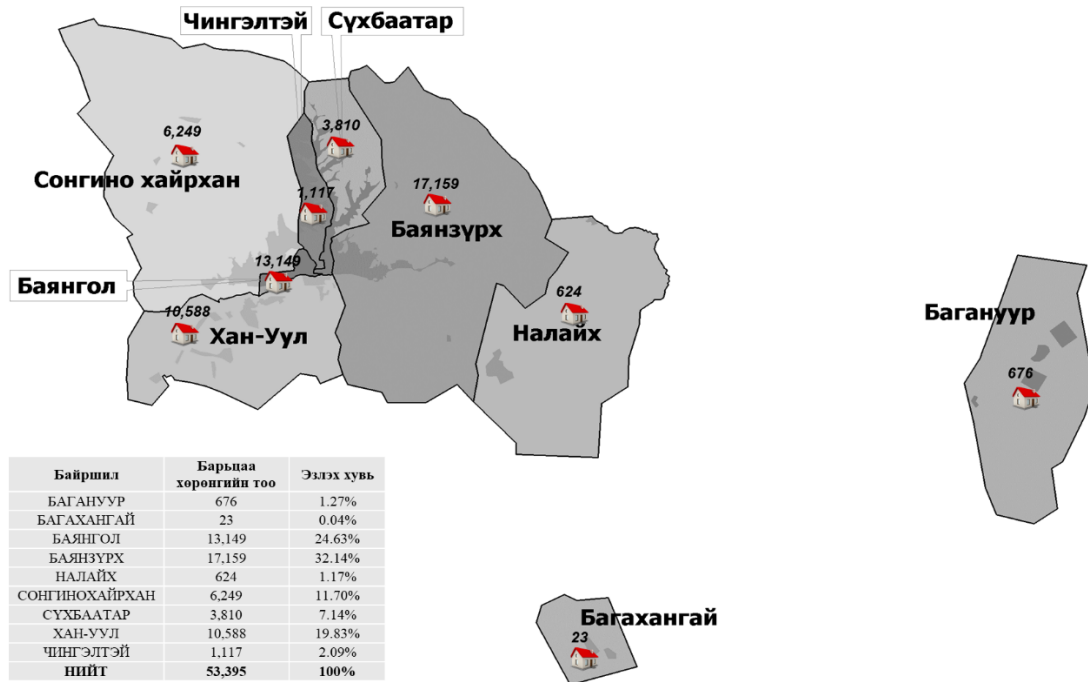 Чингэлтэй
Сүхбаатар
3,810
6,249
Сонгино хайрхан
1,117
17,159
Баянзүрх
13,149
Баянгол
10,588
Хан-Уул
624
Налайх
Багануур
676
Байршил Барьцаа хөрөнгийн тоо Эзлэх хувь
БАГАНУУР 676 1.27%
БАГАХАНГАЙ 23 0.04%
БАЯНГОЛ 13,149 24.63%
БАЯНЗҮРХ 17,159 32.14%
НАЛАЙХ 624 1.17%
СОНГИНОХАЙРХАН 6,249 11.70%
СҮХБААТАР 3,810 7.14%
ХАН-УУЛ 10,588 19.83%
ЧИНГЭЛТЭЙ 1,117 2.09%
НИЙТ 53,395 100%
Багахангай
23